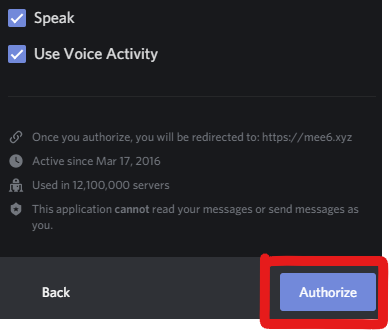 Speak
Use Voice Activity
Once you authorize, you will be redirected to: https://mee6.xyz
Active since Mar 17, 2016
Used in 12,100,000 servers
This application cannot read your messages or send messages as
you.
Back
Authorize